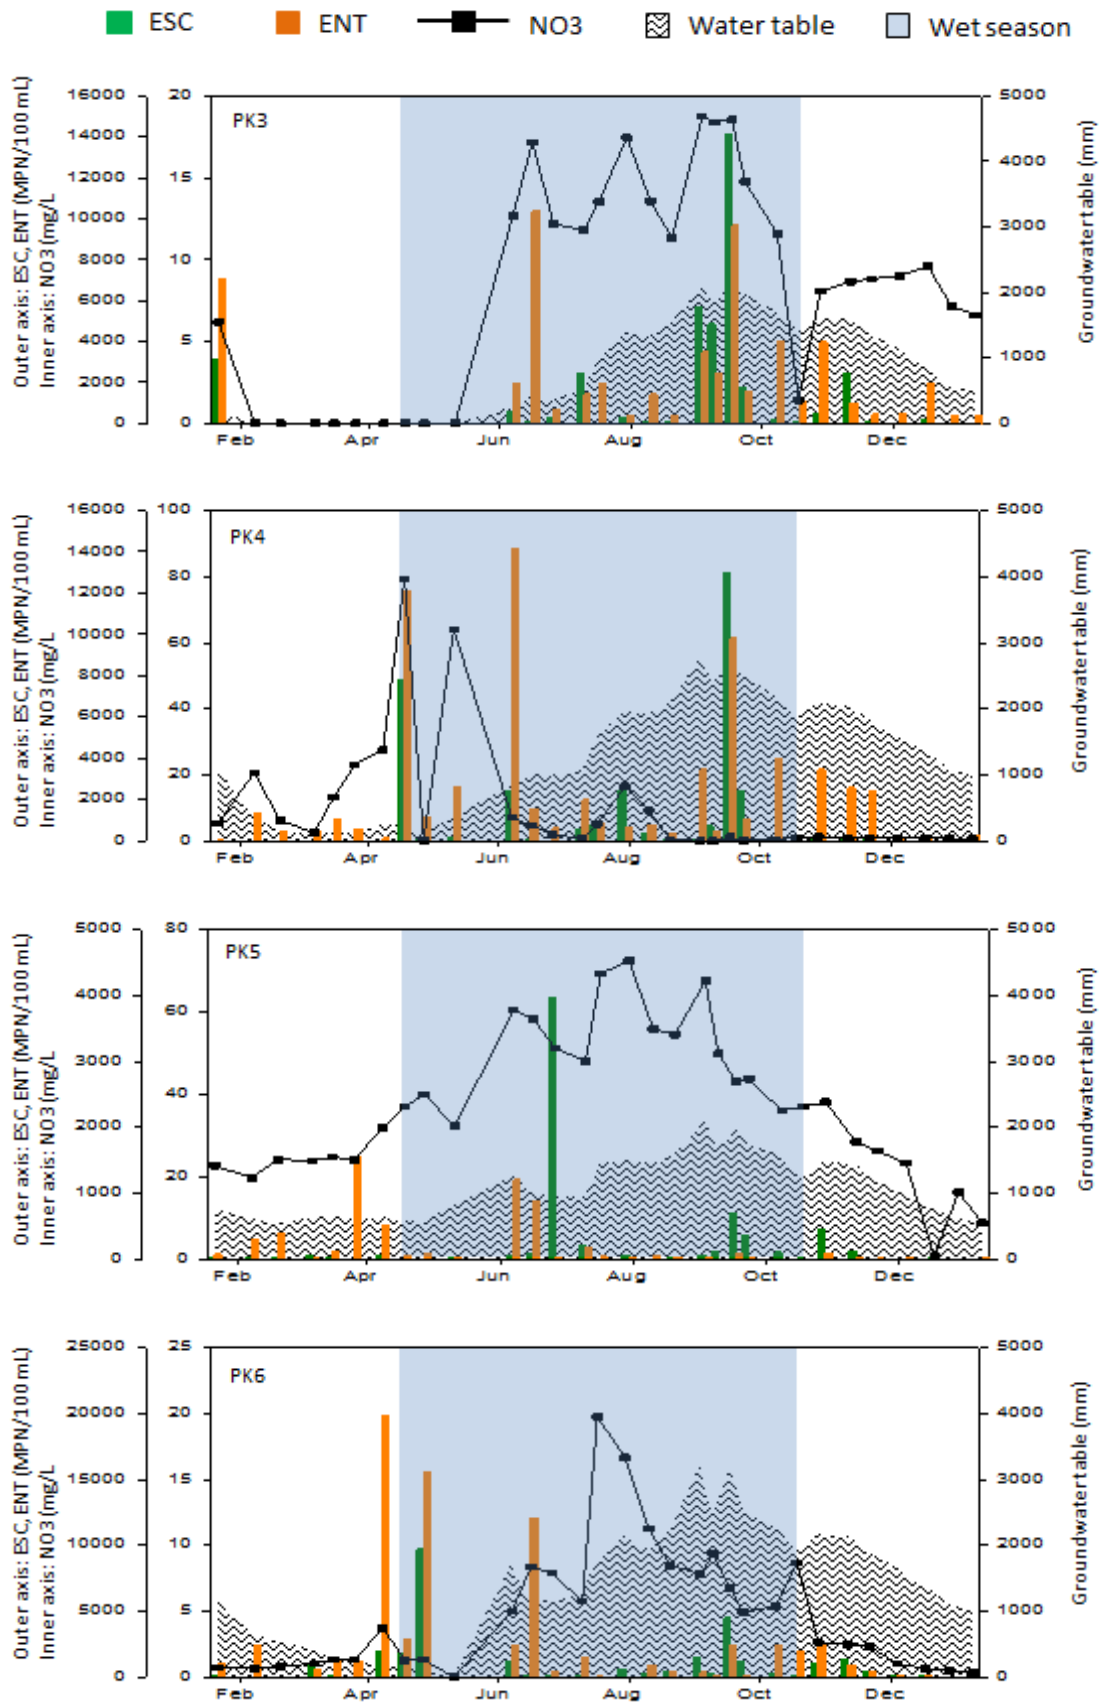 ESC ENT NO3 Water table Wet season
Outer axis: ESC, ENT (MPN/100 mL)
Inner axis: NO3 (mg/L
16000 14000 12000 10000 8000 6000 4000 2000 0
20 15 10 5 0
PK3
5000 4000 3000 2000 1000 0
Groundwatertable (mm)
Feb Apr Jun Aug Oct Dec
Outer axis: ESC, ENT (MPN/100 mL)
Inner axis: NO3 (mg/L
16000 14000 12000 10000 8000 6000 4000 2000 0
100 80 60 40 20 0
PK4
5000 4000 3000 2000 1000 0
Groundwatertable (mm)
Feb Apr Jun Aug Oct Dec
Outer axis: ESC, ENT (MPN/100 mL)
Inner axis: NO3 (mg/L
5000 4000 3000 2000 1000 0
80 60 40 20 0
PK5
5000 4000 3000 2000 1000 0
Groundwatertable (mm)
Feb Apr Jun Aug Oct Dec
Outer axis: ESC, ENT (MPN/100 mL)
Inner axis: NO3 (mg/L
25000 20000 15000 10000 5000 0
25 20 15 10 5 0
PK6
5000 4000 3000 2000 1000 0
Groundwatertable (mm)
Feb Apr Jun Aug Oct Dec